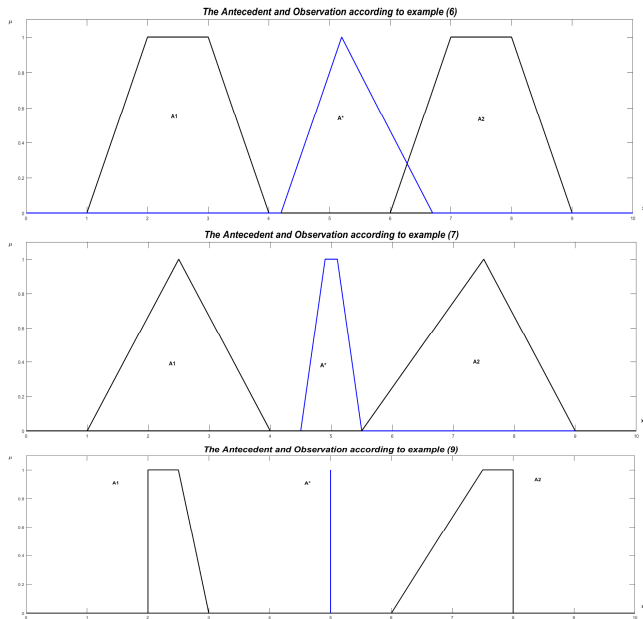 The Antecedent and Observation according to example (6)
μ
1
0.8
0.6
0.4
0.2
0
A1
A*
A2
0 1 2 3 4 5 6 7 8 9 10
The Antecedent and Observation according to example (7)
μ
1
0.8
0.6
0.4
0.2
0
A1
A*
A2
x
0 1 2 3 4 5 6 7 8 9 10
The Antecedent and Observation according to example (9)
μ
1
0.8
0.6
0.4
0.2
0
A1
A*
A2
0 1 2 3 4 5 6 7 8 9 10